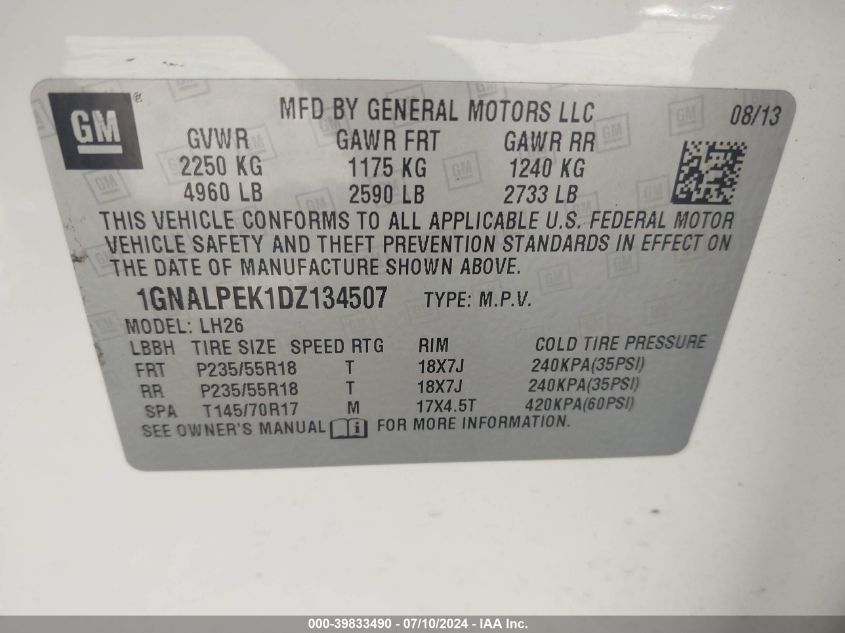 GM
MFD BY GENERAL MOTORS LLC 08/13
GVWR GAWR FRT GAWR RR
2250 KG 1175 KG 1240 KG
4960 LB 2590 LB 2733 LB
THIS VEHICLE CONFORMS TO ALL APPLICABLE U.S. FEDERAL MOTOR
VEHICLE SAFETY AND THEFT PREVENTION STANDARDS IN EFFECT ON
THE DATE OF MANUFACTURE SHOWN ABOVE.
1GNALPEK1DZ134507 TYPE: M.P.V.
MODEL: LH26
LBBH TIRE SIZE SPEED RTG RIM COLD TIRE PRESSURE
FRT P235/55R18 T 18X7J 240KPA(35PSI)
RR P235/55R18 T 18X7J 240KPA(35PSI)
SPA T145/70R17 M 17X4.5T 420KPA(60PSI)
SEE OWNER'S MANUAL i FOR MORE INFORMATION.
000-39833490 - 07/10/2024 - IAA Inc.